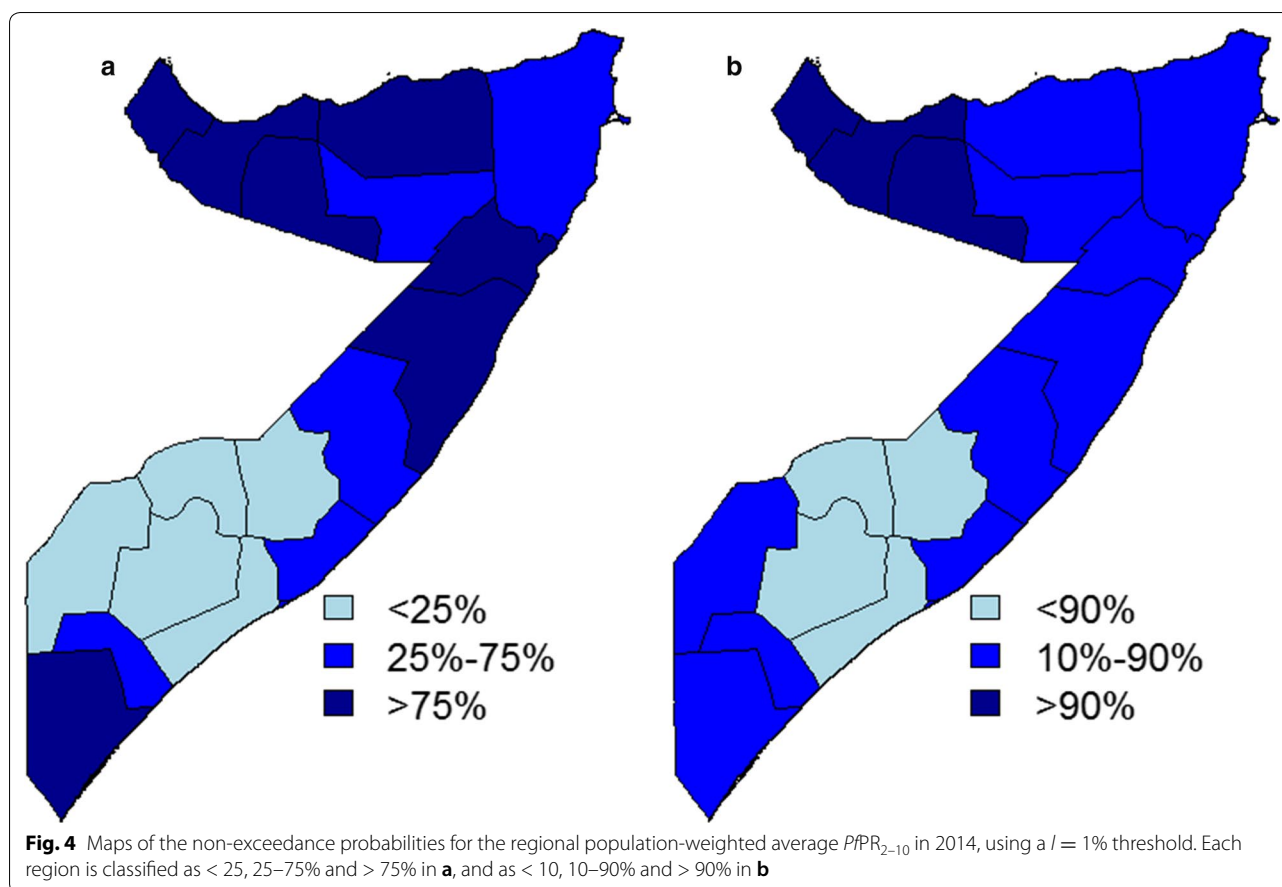 a
b
<25%
25%-75%
>75%
<90%
10%-90%
>90%
Fig. 4 Maps of the non-exceedance probabilities for the regional population-weighted average PfPR2–10 in 2014, using a l = 1% threshold. Each
region is classified as < 25, 25–75% and > 75% in a, and as < 10, 10–90% and > 90% in b